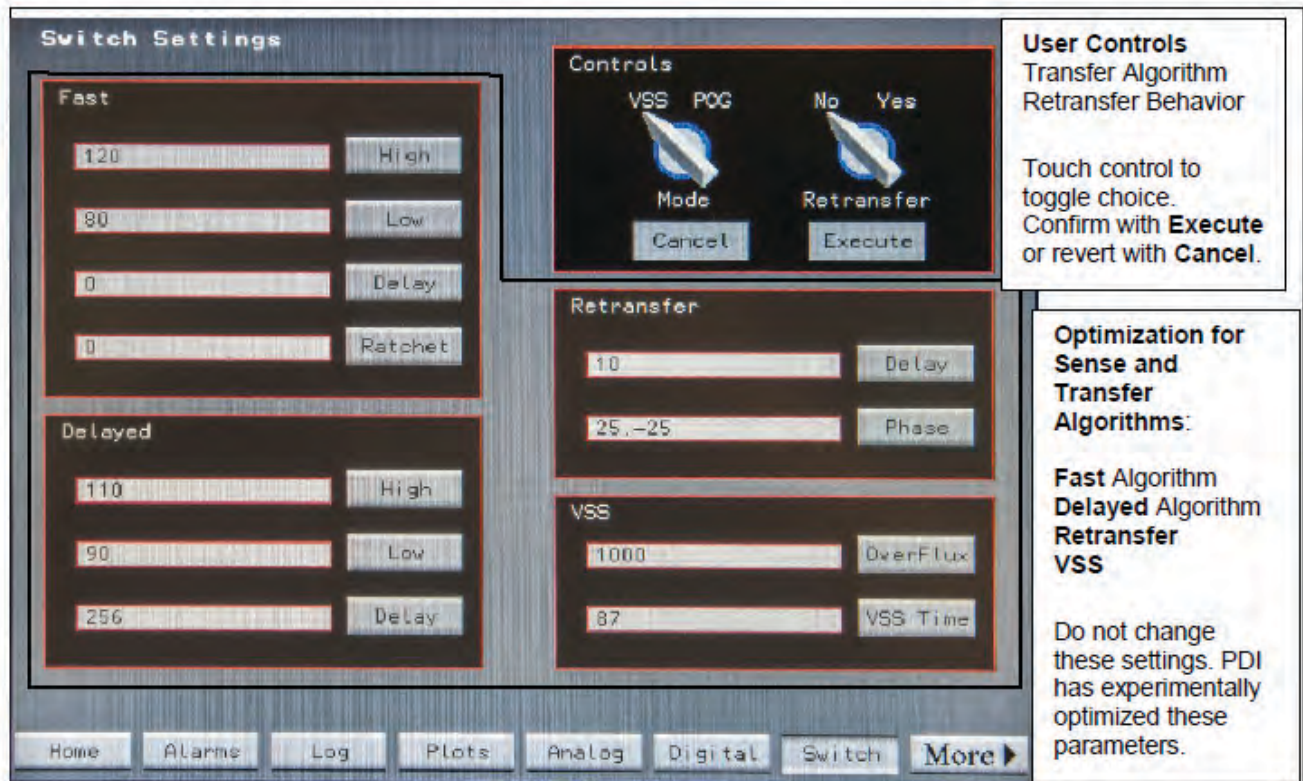 Switch Settings
Fast
120 High
80 Low
0 Delay
0 Ratchet
Delayed
110 High
90 Low
256 Delay
Controls
VSS POG No Yes
Mode Retransfer
Cancel Execute
Retransfer
10 Delay
25,-25 Phase
VSS
1000 OverFlux
87 VSS Time
Home Alarms Log Plots Analog Digital Switch More
User Controls
Transfer Algorithm
Retransfer Behavior
Touch control to
toggle choice.
Confirm with Execute
or revert with Cancel.
Optimization for
Sense and
Transfer
Algorithms:
Fast Algorithm
Delayed Algorithm
Retransfer
VSS
Do not change
these settings. PDI
has experimentally
optimized these
parameters.